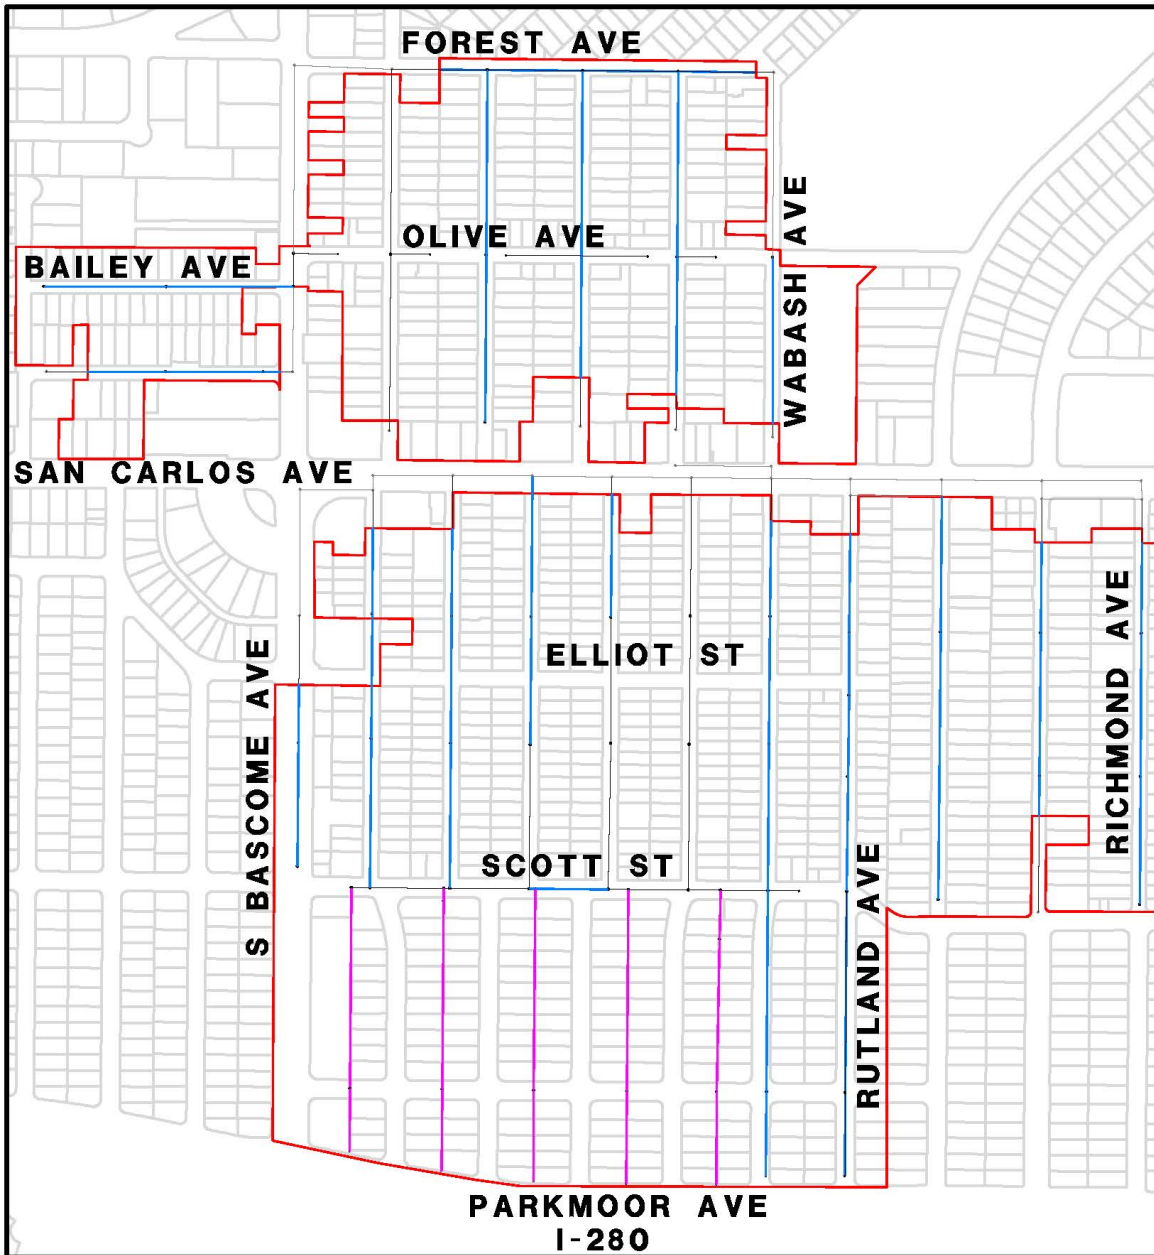 FOREST AVE
OLIVE AVE
WABASH AVE
BAILEY AVE
SAN CARLOS AVE
ELLIOT ST
S BASCOME AVE
RICHMOND AVE
SCOTT ST
RUTLAND AVE
PARKMOOR AVE
I-280